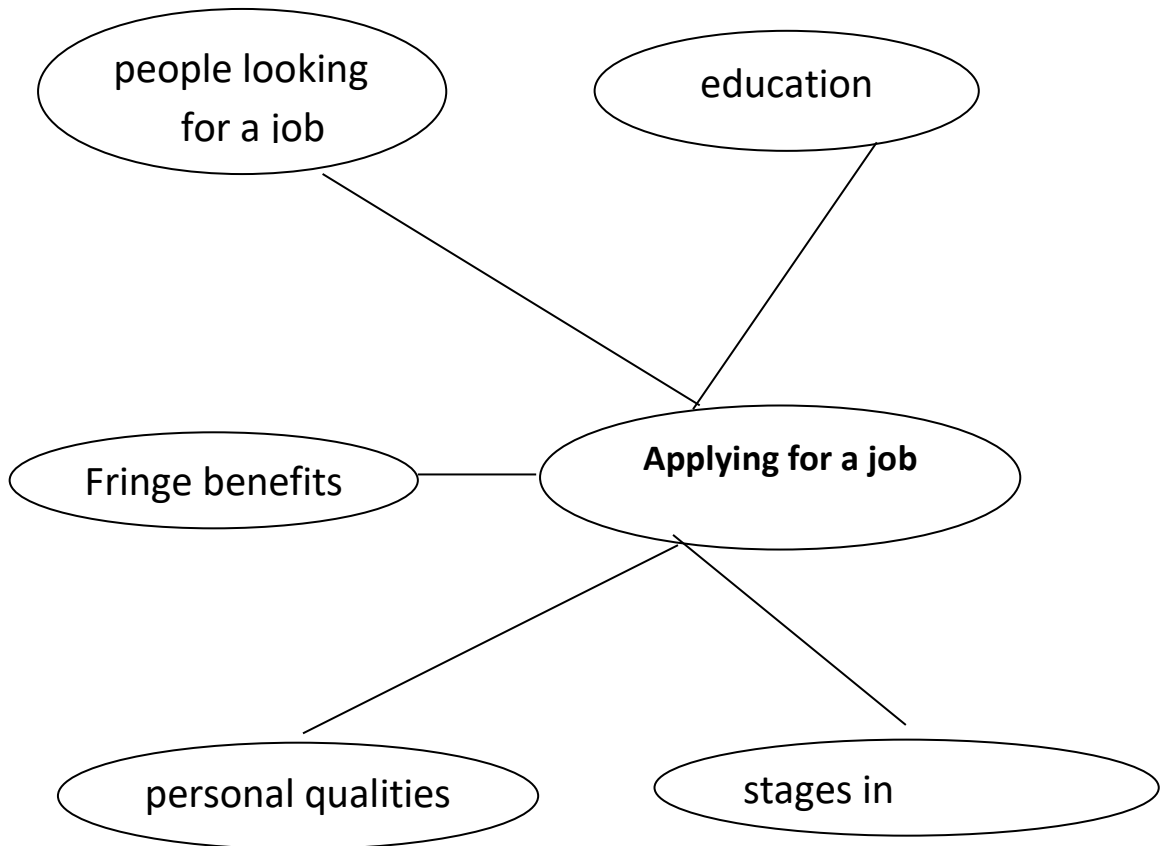 people looking
for a job
education
Applying for a job
Fringe benefits
personal qualities
stages in